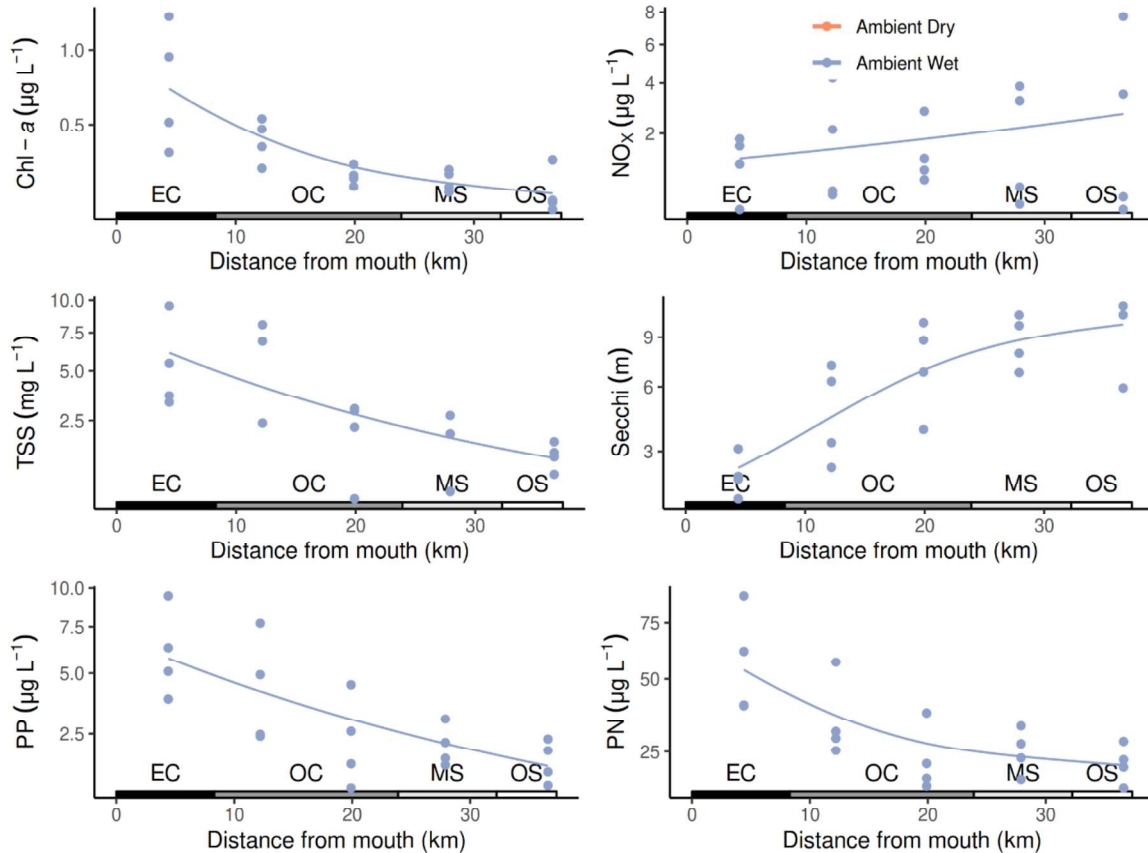 Chl − a (µg L⁻¹)
1.0
0.5
EC OC MS OS
0 10 20 30
Distance from mouth (km)
NOₓ (µg L⁻¹)
8
6
4
2
Ambient Dry
Ambient Wet
EC OC MS OS
0 10 20 30
Distance from mouth (km)
TSS (mg L⁻¹)
10.0
7.5
5.0
2.5
EC OC MS OS
0 10 20 30
Distance from mouth (km)
Secchi (m)
9
6
3
EC OC MS OS
0 10 20 30
Distance from mouth (km)
PP (µg L⁻¹)
10.0
7.5
5.0
2.5
EC OC MS OS
0 10 20 30
Distance from mouth (km)
PN (µg L⁻¹)
75
50
25
EC OC MS OS
0 10 20 30
Distance from mouth (km)